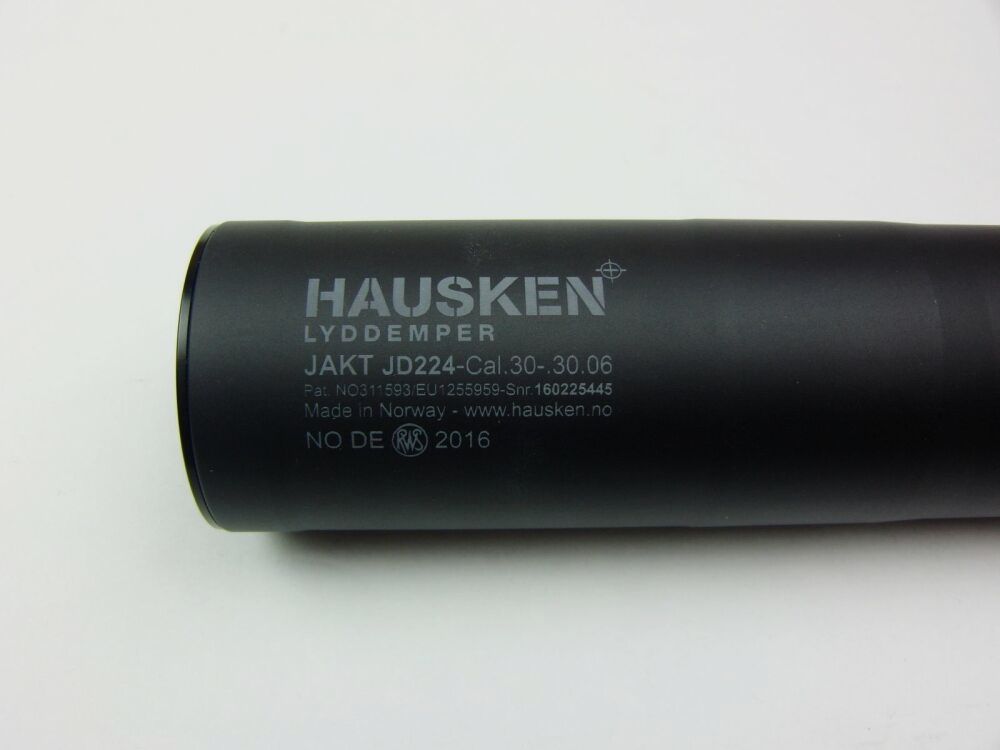 HAUSKEN
LYDDEMPER
JAKT JD224-Cal.30-.30.06
Pat. NO311593/EU1255959-Snr.160225445
Made in Norway - www.hausken.no
NO DE RWS 2016